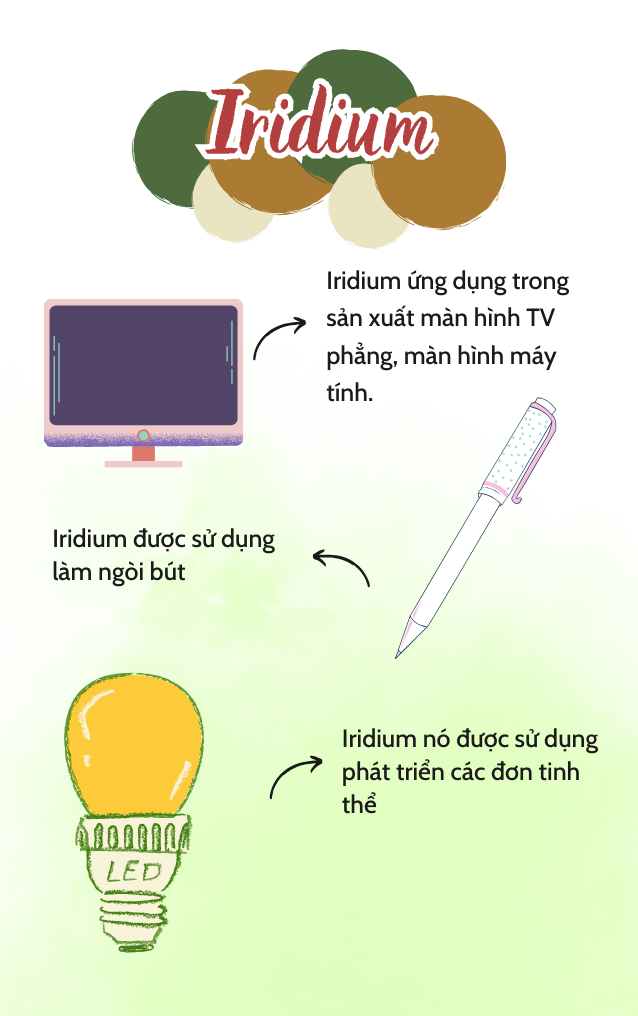 Iridium
Iridium ứng dụng trong
sản xuất màn hình TV
phẳng, màn hình máy
tính.
Iridium được sử dụng
làm ngòi bút
Iridium nó được sử dụng
phát triển các đơn tinh
thể
LED